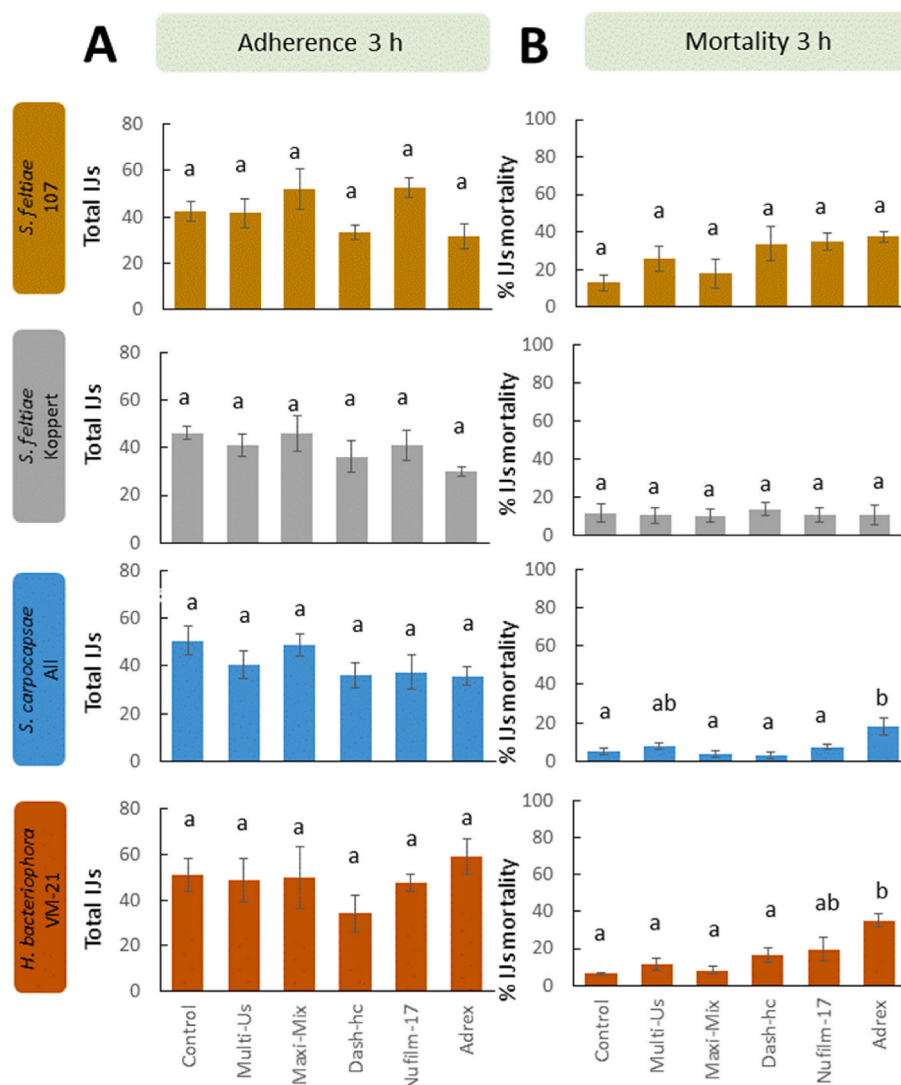 A
Adherence 3 h
B
Mortality 3 h
S. feltiae
107
Total IJs
80
60
40
20
0
a a a a a a
% IJs mortality
100
80
60
40
20
0
a a a a a a
S. feltiae
Koppert
Total IJs
80
60
40
20
0
a a a a a a
% IJs mortality
100
80
60
40
20
0
a a a a a a
S. carpocapsae
All
Total IJs
80
60
40
20
0
a a a a a a
% IJs mortality
100
80
60
40
20
0
a ab a a a b
H. bacteriophora
VM-21
Total IJs
80
60
40
20
0
a a a a a a
% IJs mortality
100
80
60
40
20
0
a a a a ab b
Control
Multi-Us
Maxi-Mix
Dash-hc
Nufilm-17
Adrex
Control
Multi-Us
Maxi-Mix
Dash-hc
Nufilm-17
Adrex